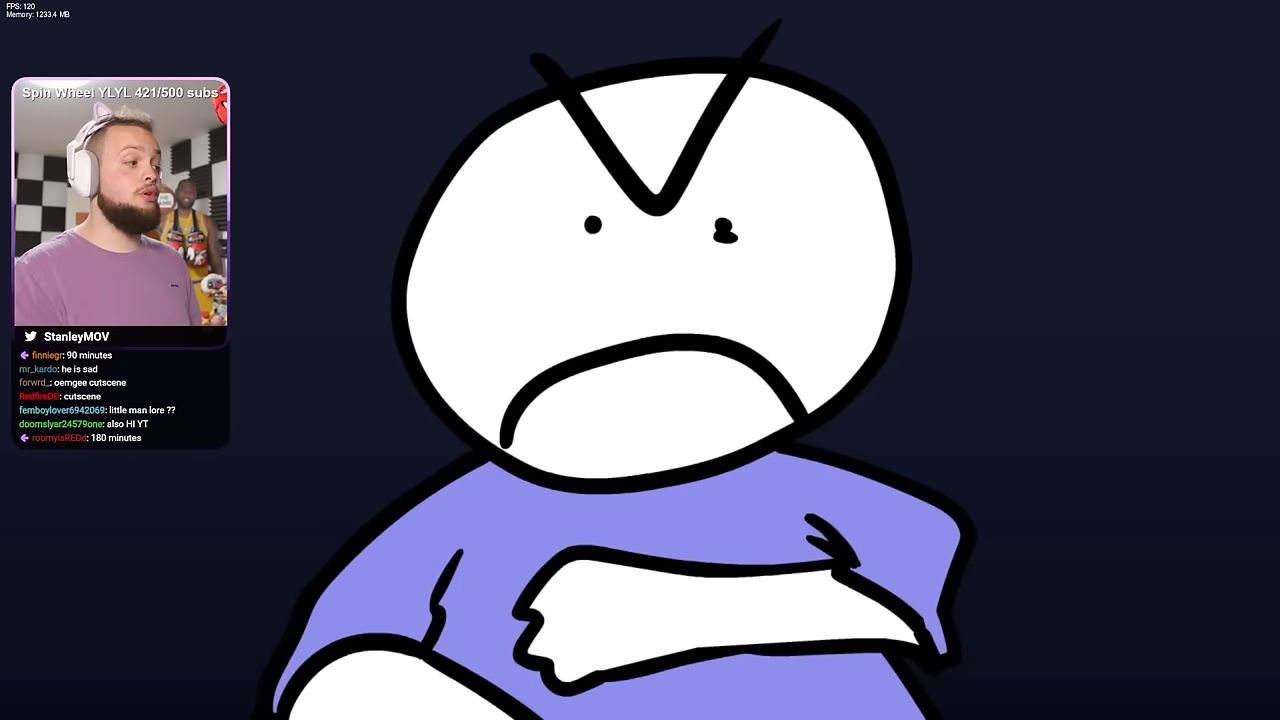 FPS: 120
Memory: 1233.4 MB
Spin Wheel YLYL 421/500 subs
StanleyMOV
finniegr: 90 minutes
mr_kardo: he is sad
forwrd_: oemgee cutscene
RedfireDD: cutscene
femboylover6942069: little man lore ??
doomslyar24579one: also HI YT
roomyisREDd: 180 minutes